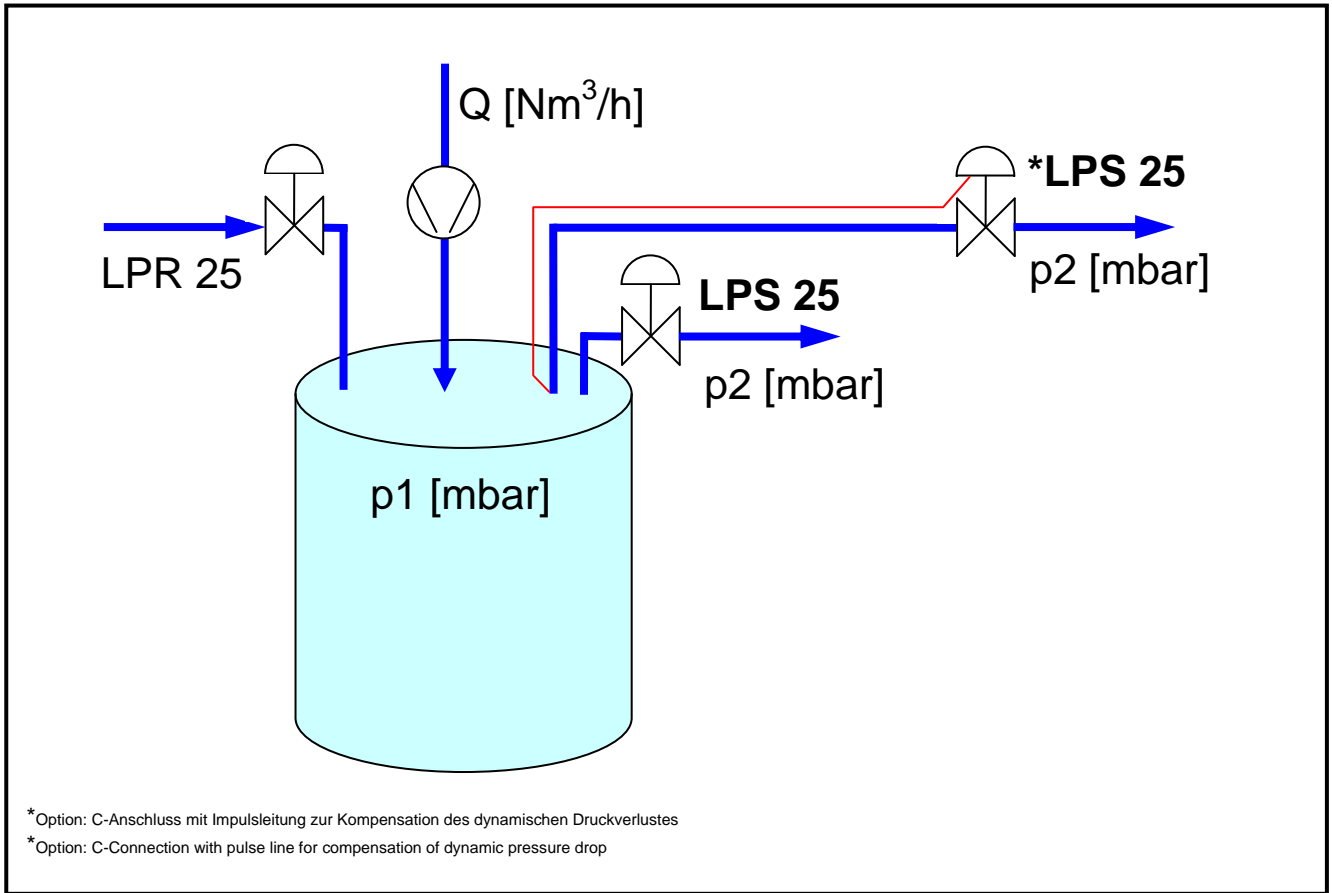 Q [Nm³/h]
*LPS 25
LPR 25
p2 [mbar]
LPS 25
p2 [mbar]
p1 [mbar]
*Option: C-Anschluss mit Impulsleitung zur Kompensation des dynamischen Druckverlustes
*Option: C-Connection with pulse line for compensation of dynamic pressure drop